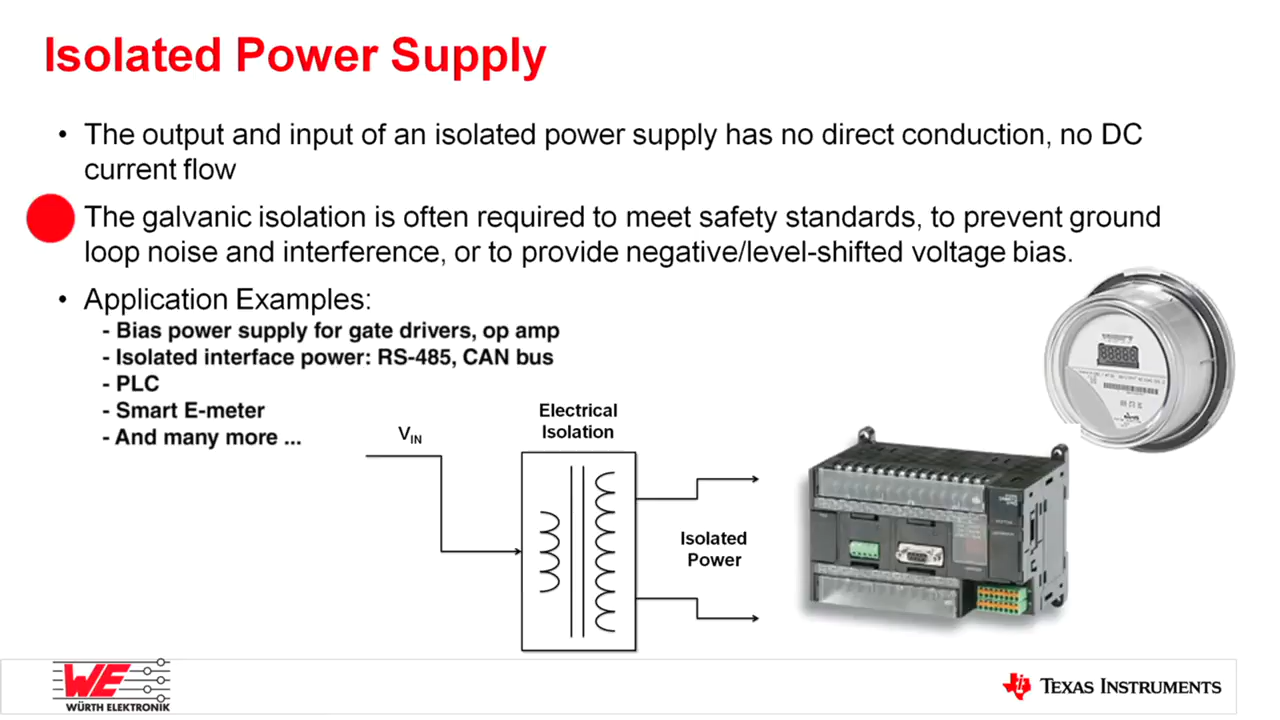 Isolated Power Supply
• The output and input of an isolated power supply has no direct conduction, no DC
current flow
The galvanic isolation is often required to meet safety standards, to prevent ground
loop noise and interference, or to provide negative/level-shifted voltage bias.
• Application Examples:
- Bias power supply for gate drivers, op amp
- Isolated interface power: RS-485, CAN bus
- PLC
- Smart E-meter
- And many more ...
VIN
Electrical
Isolation
Isolated
Power
WE
WÜRTH ELEKTRONIK
TEXAS INSTRUMENTS